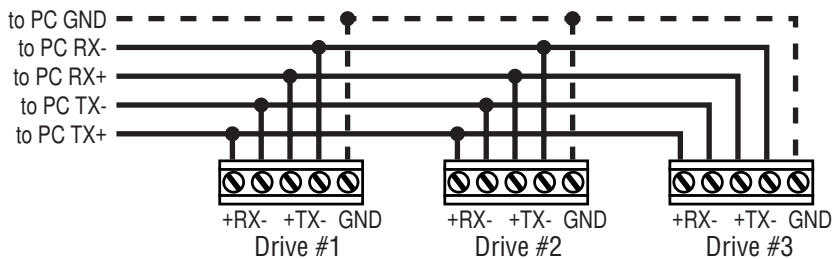 to PC GND
to PC RX-
to PC RX+
to PC TX-
to PC TX+
+RX- +TX- GND +RX- +TX- GND +RX- +TX- GND
Drive #1 Drive #2 Drive #3